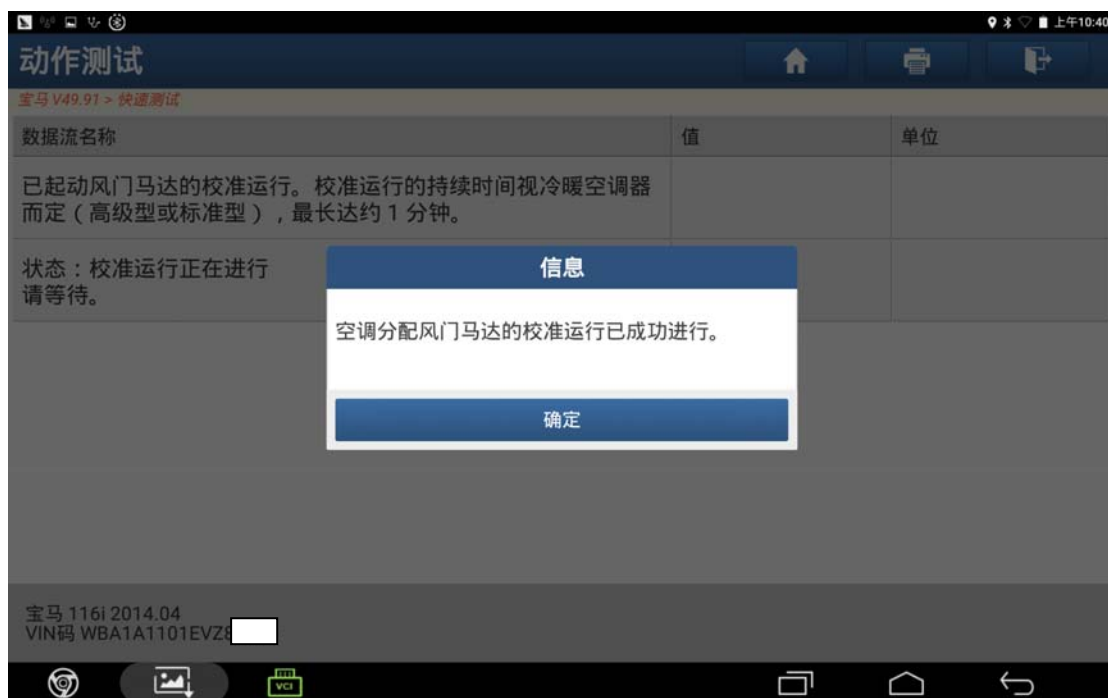 上午10:40
动作测试
宝马 V49.91 > 快速测试
数据流名称 值 单位
已起动风门马达的校准运行。校准运行的持续时间视冷暖空调器
而定（高级型或标准型），最长达约 1 分钟。
状态：校准运行正在进行
请等待。
信息
空调分配风门马达的校准运行已成功进行。
确定
宝马 116i 2014.04
VIN码 WBA1A1101EVZ8
VCI